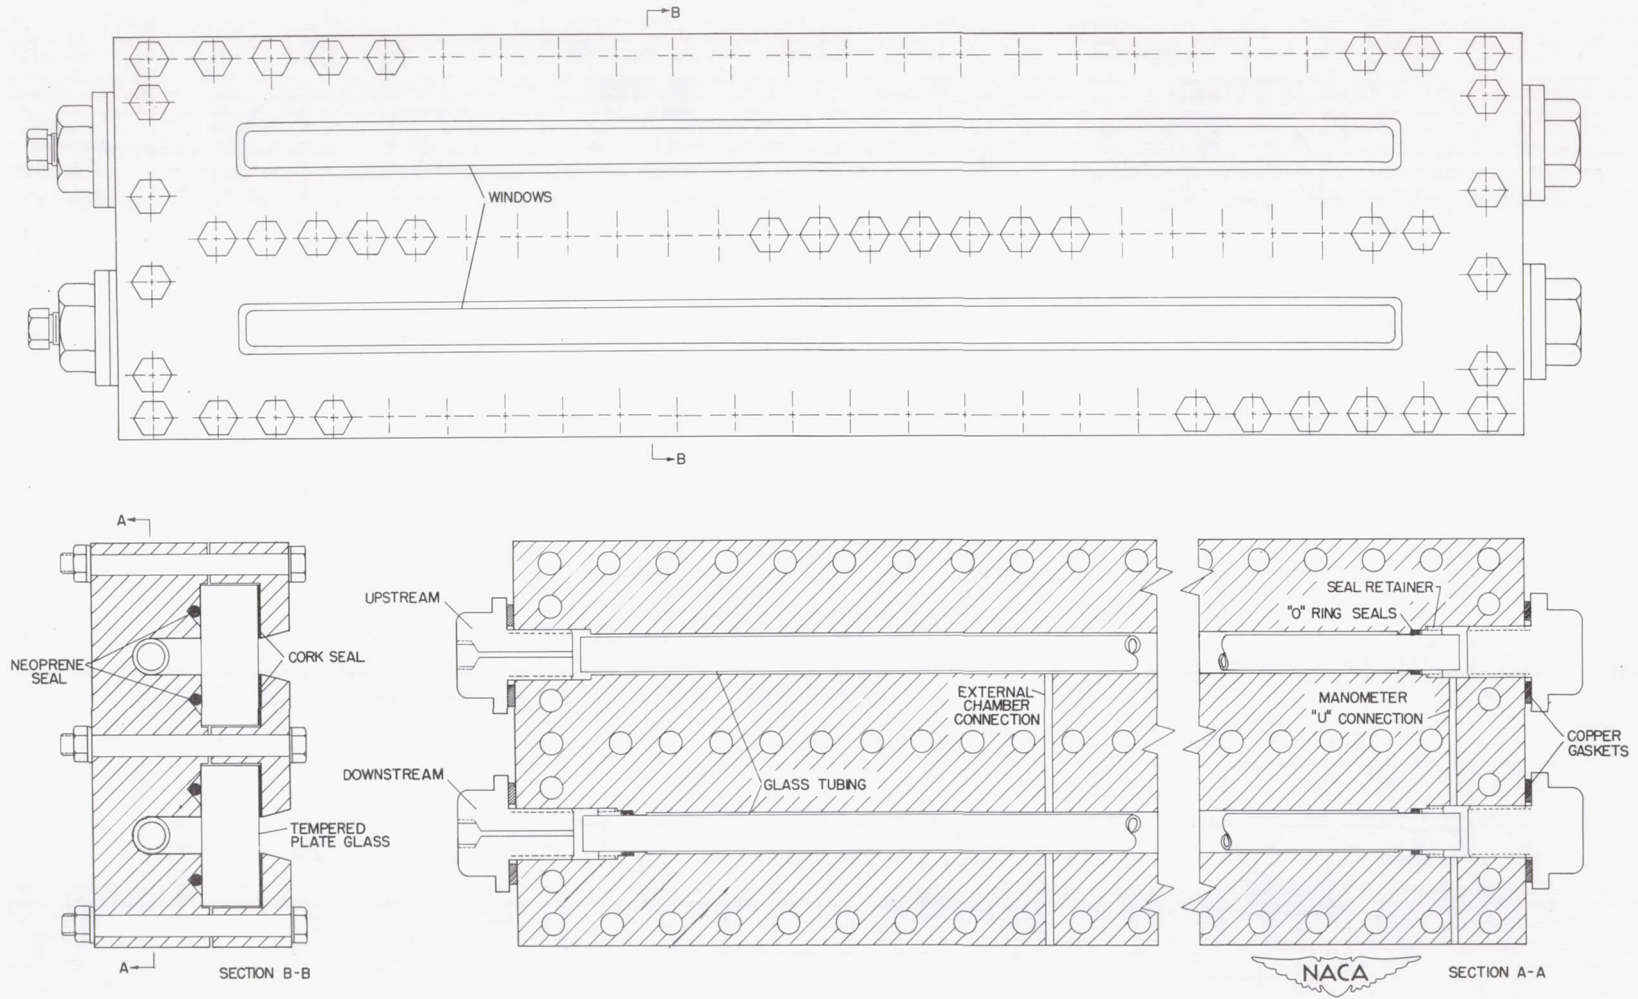 B
WINDOWS
B
A
UPSTREAM
SEAL RETAINER
"O" RING SEALS
NEOPRENE
SEAL
CORK SEAL
EXTERNAL
CHAMBER
CONNECTION
MANOMETER
"U" CONNECTION
COPPER
GASKETS
DOWNSTREAM
GLASS TUBING
TEMPERED
PLATE GLASS
A
SECTION B-B
NACA
SECTION A-A